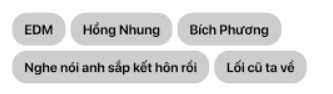 EDM Hồng Nhung Bích Phương
Nghe nói anh sắp kết hôn rồi Lối cũ ta về